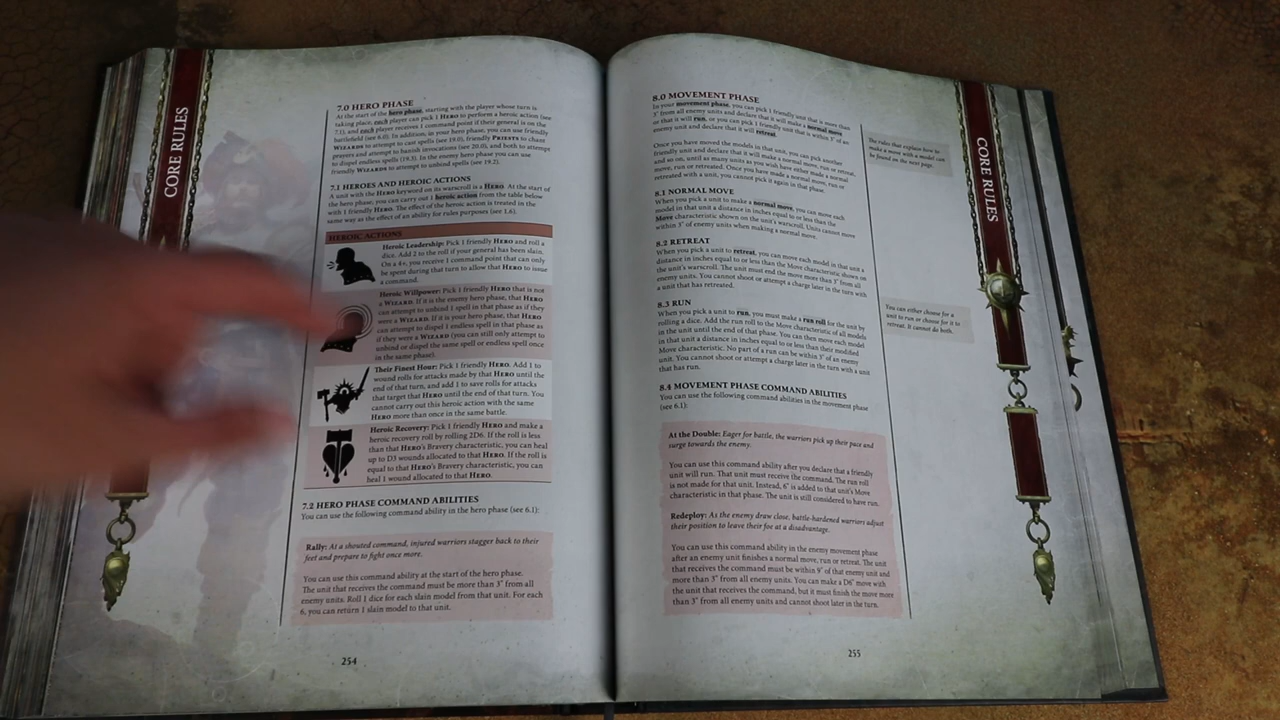 CORE RULES
7.0 HERO PHASE
At the start of the hero phase, starting with the player whose turn is
taking place, each player can pick 1 HERO to perform a heroic action (see
7.1), and each player receives 1 command point if their general is on the
battlefield (see 6.0). In addition, in your hero phase, you can use friendly
WIZARDS to attempt to cast spells (see 19.0), friendly PRIESTS to chant
prayers and attempt to banish invocations (see 20.0), and both to attempt
to dispel endless spells (19.3). In the enemy hero phase you can use
friendly WIZARDS to attempt to unbind spells (see 19.2).
7.1 HEROES AND HEROIC ACTIONS
A unit with the HERO keyword on its warscroll is a HERO. At the start of
the hero phase, you can carry out 1 heroic action from the table below
with 1 friendly HERO. The effect of the heroic action is treated in the
same way as the effect of an ability for rules purposes (see 1.6).
HEROIC ACTIONS
Heroic Leadership: Pick 1 friendly HERO and roll a
dice. Add 2 to the roll if your general has been slain.
On a 4+, you receive 1 command point that can only
be spent during that turn to allow that HERO to issue
a command.
Heroic Willpower: Pick 1 friendly HERO that is not
a WIZARD. If it is the enemy hero phase, that HERO
can attempt to unbind 1 spell in that phase as if they
were a WIZARD. If it is your hero phase, that HERO
can attempt to dispel 1 endless spell in that phase as
if they were a WIZARD (you can still only attempt to
unbind or dispel the same spell or endless spell once
in the same phase).
Their Finest Hour: Pick 1 friendly HERO. Add 1 to
wound rolls for attacks made by that HERO until the
end of that turn, and add 1 to save rolls for attacks
that target that HERO until the end of that turn. You
cannot carry out this heroic action with the same
HERO more than once in the same battle.
Heroic Recovery: Pick 1 friendly HERO and make a
heroic recovery roll by rolling 2D6. If the roll is less
than that HERO's Bravery characteristic, you can heal
up to D3 wounds allocated to that HERO. If the roll is
equal to that HERO's Bravery characteristic, you can
heal 1 wound allocated to that HERO.
7.2 HERO PHASE COMMAND ABILITIES
You can use the following command ability in the hero phase (see 6.1):
Rally: At a shouted command, injured warriors stagger back to their
feet and prepare to fight once more.
You can use this command ability at the start of the hero phase.
The unit that receives the command must be more than 3" from all
enemy units. Roll 1 dice for each slain model from that unit. For each
6, you can return 1 slain model to that unit.
254
8.0 MOVEMENT PHASE
In your movement phase, you can pick 1 friendly unit that is more than
3" from all enemy units and declare that it will make a normal move
or that it will run, or you can pick 1 friendly unit that is within 3" of an
enemy unit and declare that it will retreat.
Once you have moved the models in that unit, you can pick another
friendly unit and declare that it will make a normal move, run or retreat,
and so on, until as many units as you wish have either made a normal
move, run or retreated. Once you have made a normal move, run or
retreated with a unit, you cannot pick it again in that phase.
8.1 NORMAL MOVE
When you pick a unit to make a normal move, you can move each
model in that unit a distance in inches equal to or less than the
Move characteristic shown on the unit's warscroll. Units cannot move
within 3" of enemy units when making a normal move.
8.2 RETREAT
When you pick a unit to retreat, you can move each model in that unit a
distance in inches equal to or less than the Move characteristic shown on
the unit's warscroll. The unit must end the move more than 3" from all
enemy units. You cannot shoot or attempt a charge later in the turn with
a unit that has retreated.
8.3 RUN
When you pick a unit to run, you must make a run roll for the unit by
rolling a dice. Add the run roll to the Move characteristic of all models
in the unit until the end of that phase. You can then move each model
in that unit a distance in inches equal to or less than their modified
Move characteristic. No part of a run can be within 3" of an enemy
unit. You cannot shoot or attempt a charge later in the turn with a unit
that has run.
8.4 MOVEMENT PHASE COMMAND ABILITIES
You can use the following command abilities in the movement phase
(see 6.1):
At the Double: Eager for battle, the warriors pick up their pace and
surge towards the enemy.
You can use this command ability after you declare that a friendly
unit will run. That unit must receive the command. The run roll
is not made for that unit. Instead, 6" is added to that unit's Move
characteristic in that phase. The unit is still considered to have run.
Redeploy: As the enemy draw close, battle-hardened warriors adjust
their position to leave their foe at a disadvantage.
You can use this command ability in the enemy movement phase
after an enemy unit finishes a normal move, run or retreat. The unit
that receives the command must be within 9" of that enemy unit and
more than 3" from all enemy units. You can make a D6" move with
the unit that receives the command, but it must finish the move more
than 3" from all enemy units and cannot shoot later in the turn.
255
The rules that explain how to
make a move with a model can
be found on the next page.
You can either choose for a
unit to run or choose for it to
retreat. It cannot do both.
CORE RULES